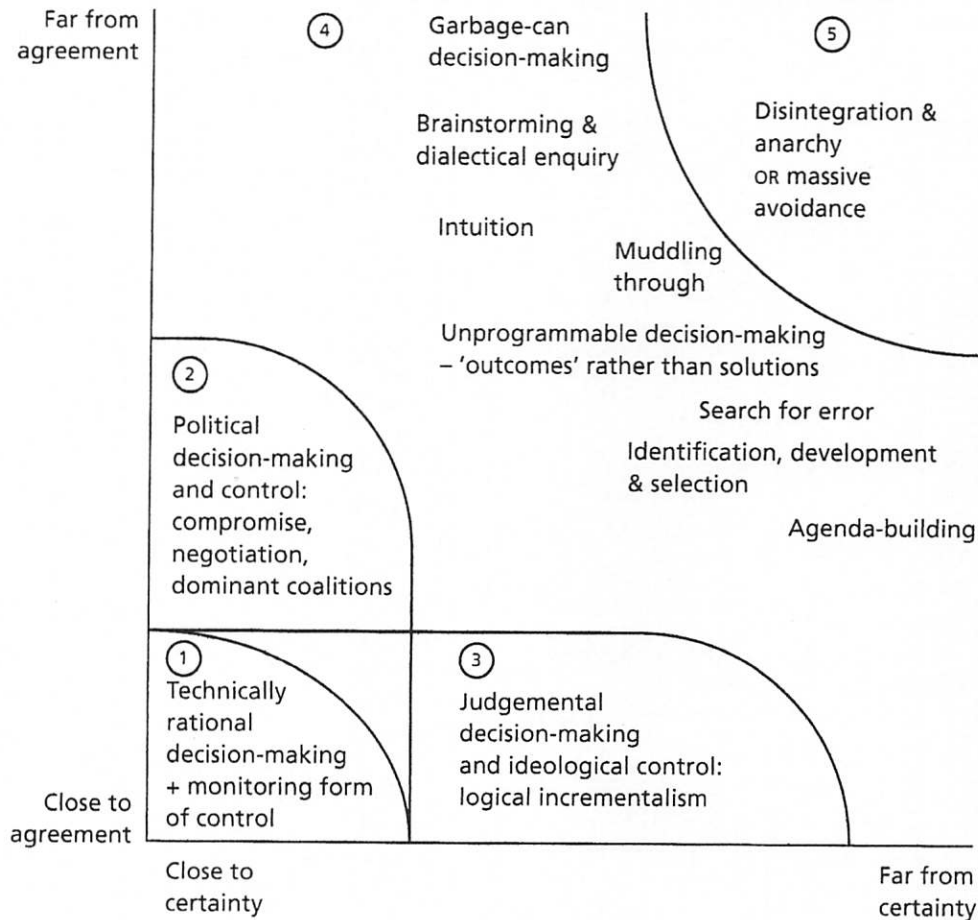 Far from
agreement
4
Garbage-can
decision-making
5
Brainstorming &
dialectical enquiry
Disintegration &
anarchy
OR massive
avoidance
Intuition
Muddling
through
Unprogrammable decision-making
– 'outcomes' rather than solutions
Search for error
Identification, development
& selection
Agenda-building
2
Political
decision-making
and control:
compromise,
negotiation,
dominant coalitions
1
Technically
rational
decision-making
+ monitoring form
of control
3
Judgemental
decision-making
and ideological control:
logical incrementalism
Close to
agreement
Close to
certainty
Far from
certainty